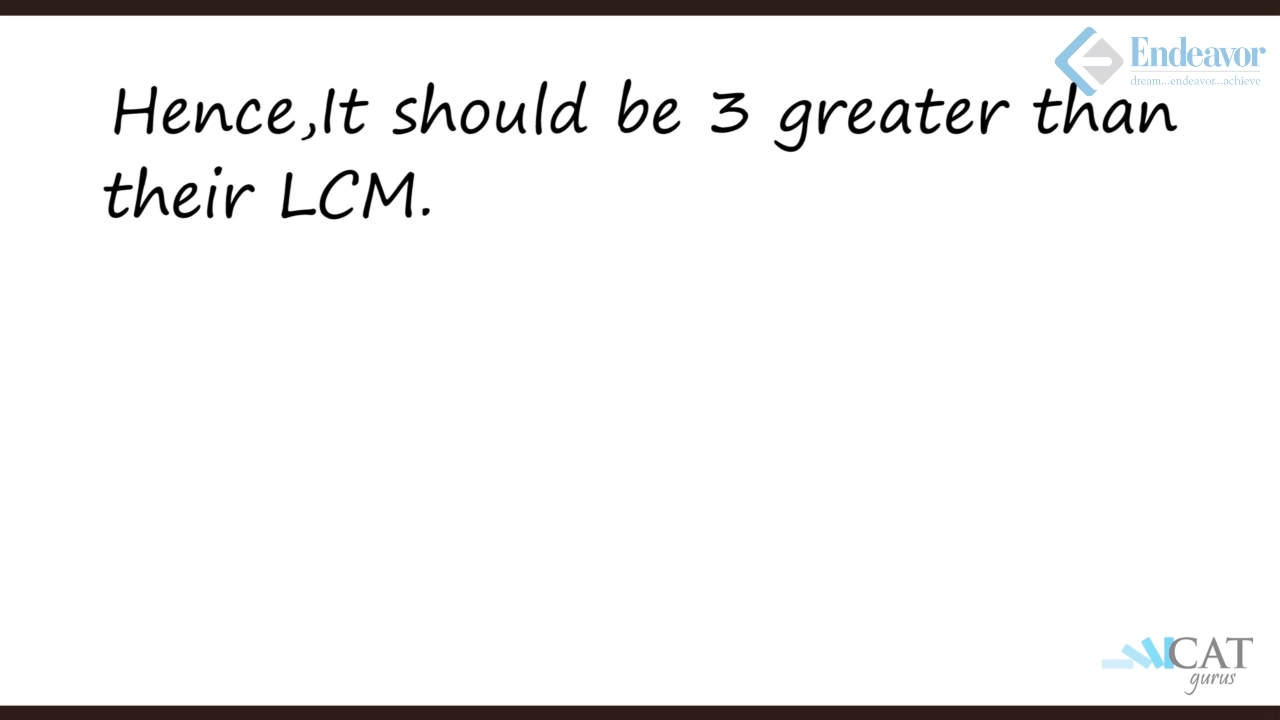 Endeavor
dream...endeavor...achieve
Hence,It should be 3 greater than
their LCM.
CAT
gurus